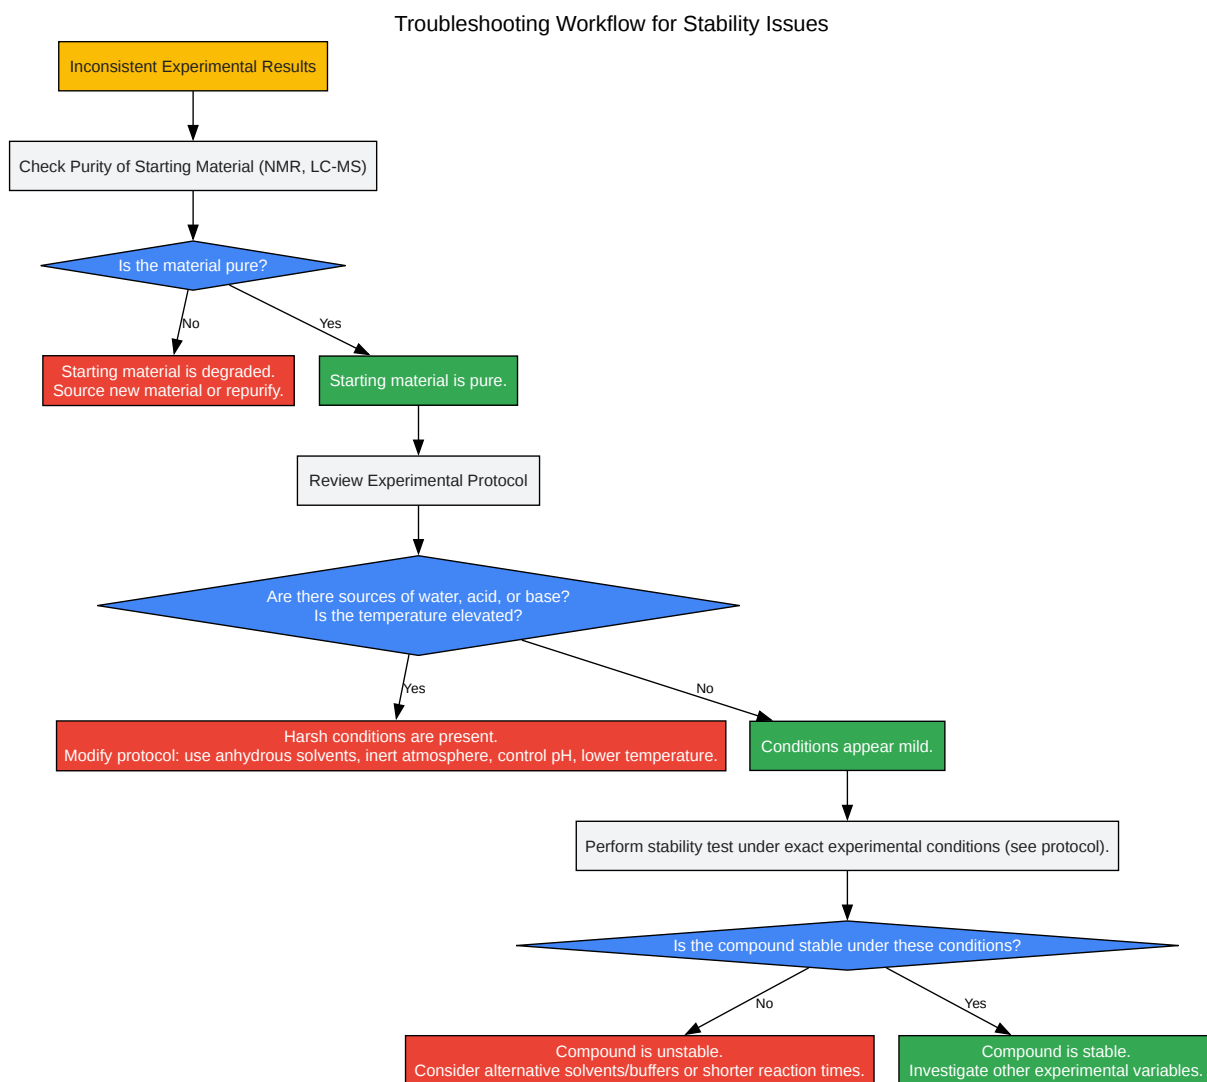 Troubleshooting Workflow for Stability Issues
Inconsistent Experimental Results
Check Purity of Starting Material (NMR, LC-MS)
Is the material pure?
No
Yes
Starting material is degraded.
Source new material or repurify.
Starting material is pure.
Review Experimental Protocol
Are there sources of water, acid, or base?
Is the temperature elevated?
Yes
No
Harsh conditions are present.
Modify protocol: use anhydrous solvents, inert atmosphere, control pH, lower temperature.
Conditions appear mild.
Perform stability test under exact experimental conditions (see protocol).
Is the compound stable under these conditions?
No
Yes
Compound is unstable.
Consider alternative solvents/buffers or shorter reaction times.
Compound is stable.
Investigate other experimental variables.